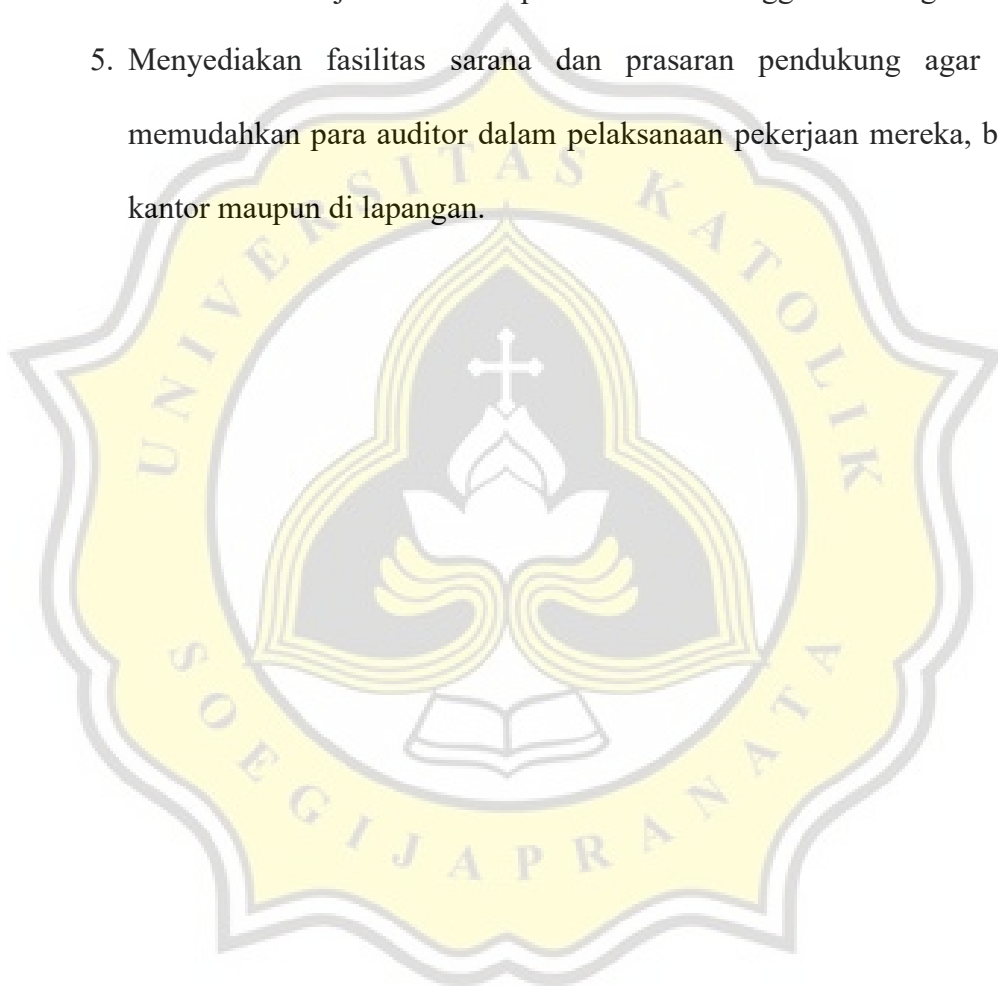 5. Menyediakan fasilitas sarana dan prasaran pendukung agar
memudahkan para auditor dalam pelaksanaan pekerjaan mereka, b
kantor maupun di lapangan.
UNIVERSITAS KATOLIK
SOEGIJAPRANATA